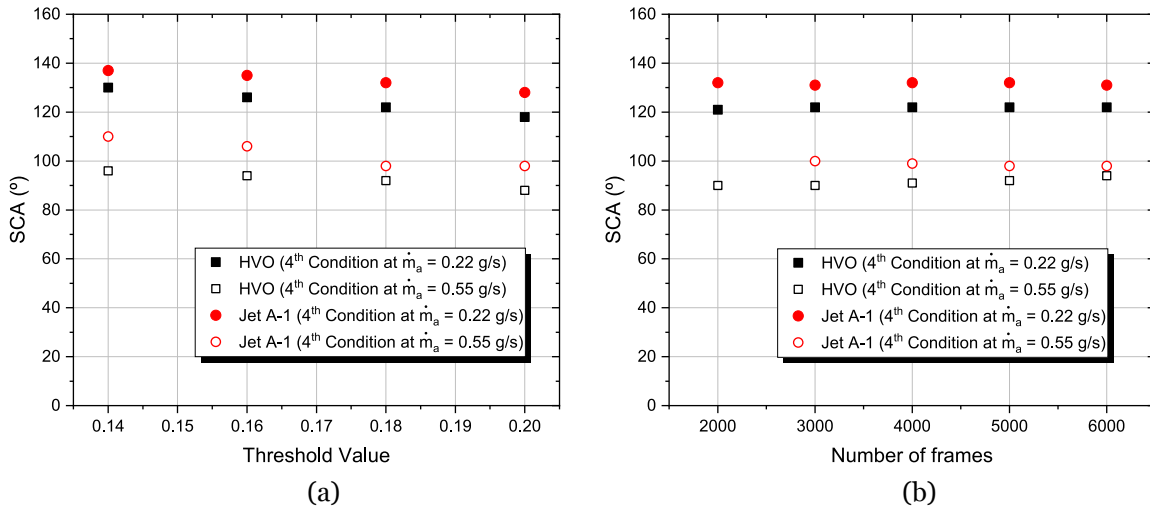 160
140
120
100
80
60
40
20
0
SCA (º)
0.14 0.15 0.16 0.17 0.18 0.19 0.20
Threshold Value
HVO (4th Condition at ṁa = 0.22 g/s)
HVO (4th Condition at ṁa = 0.55 g/s)
Jet A-1 (4th Condition at ṁa = 0.22 g/s)
Jet A-1 (4th Condition at ṁa = 0.55 g/s)
(a)
160
140
120
100
80
60
40
20
0
SCA (º)
2000 3000 4000 5000 6000
Number of frames
HVO (4th Condition at ṁa = 0.22 g/s)
HVO (4th Condition at ṁa = 0.55 g/s)
Jet A-1 (4th Condition at ṁa = 0.22 g/s)
Jet A-1 (4th Condition at ṁa = 0.55 g/s)
(b)